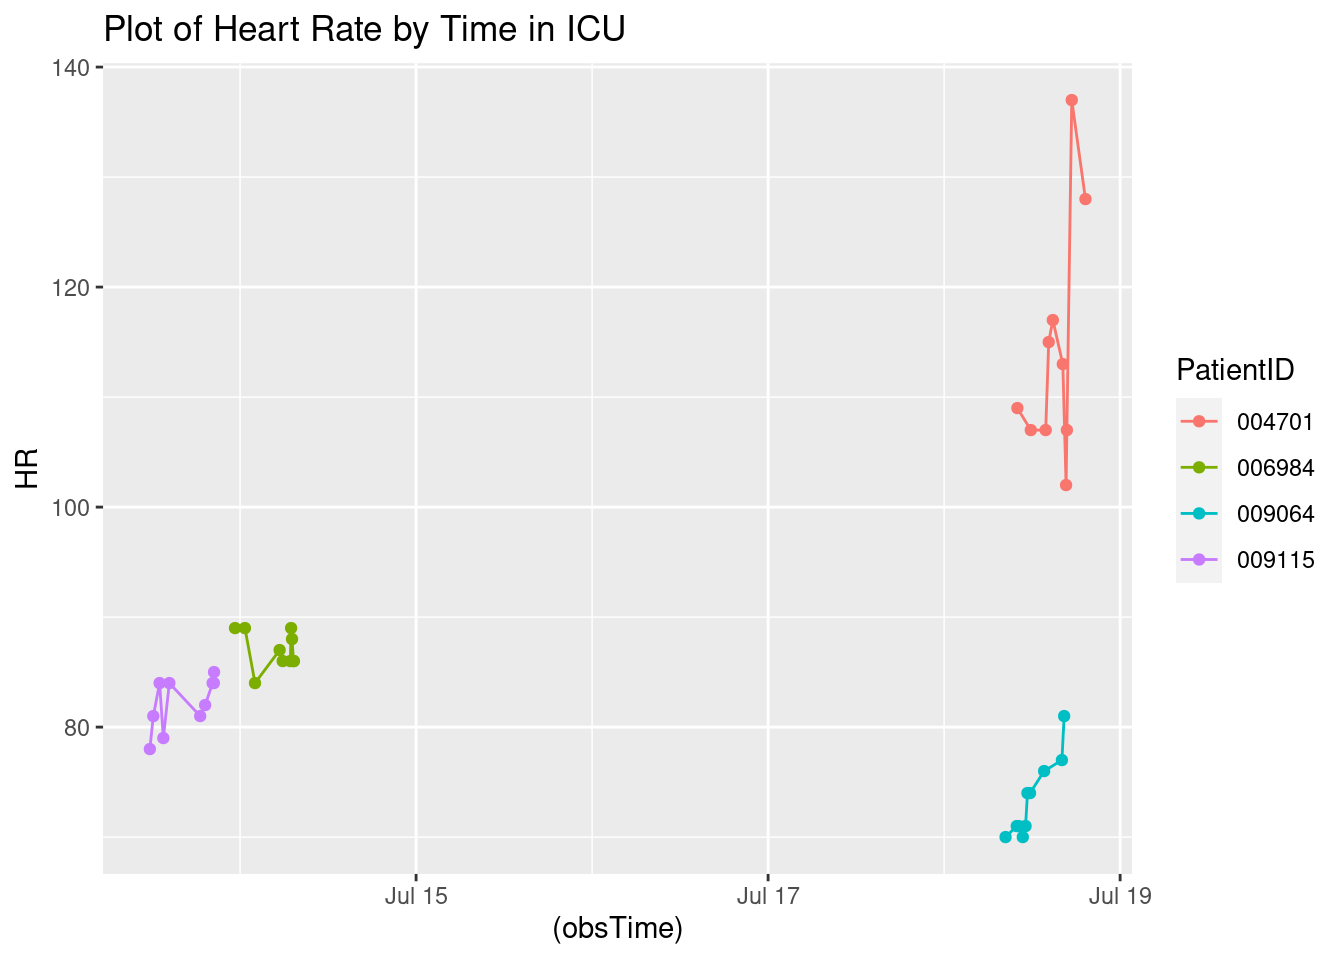 Plot of Heart Rate by Time in ICU
140
120
100
80
HR
Jul 15
Jul 17
Jul 19
(obsTime)
PatientID
004701
006984
009064
009115